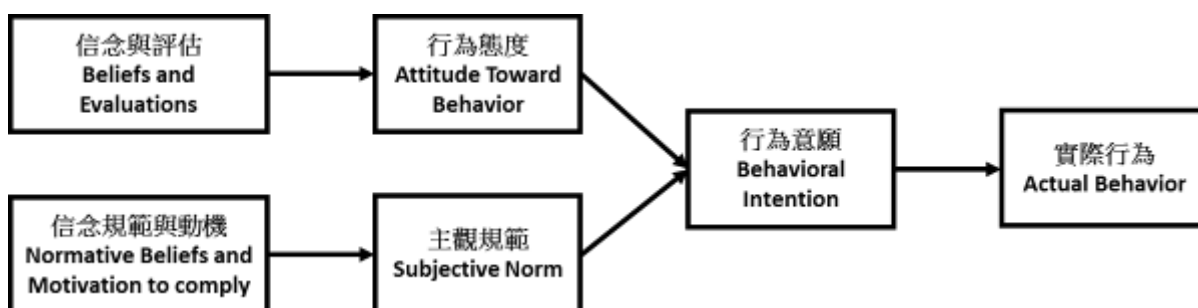 信念與評估
Beliefs and
Evaluations
行為態度
Attitude Toward
Behavior
行為意願
Behavioral
Intention
實際行為
Actual Behavior
信念規範與動機
Normative Beliefs and
Motivation to comply
主觀規範
Subjective Norm